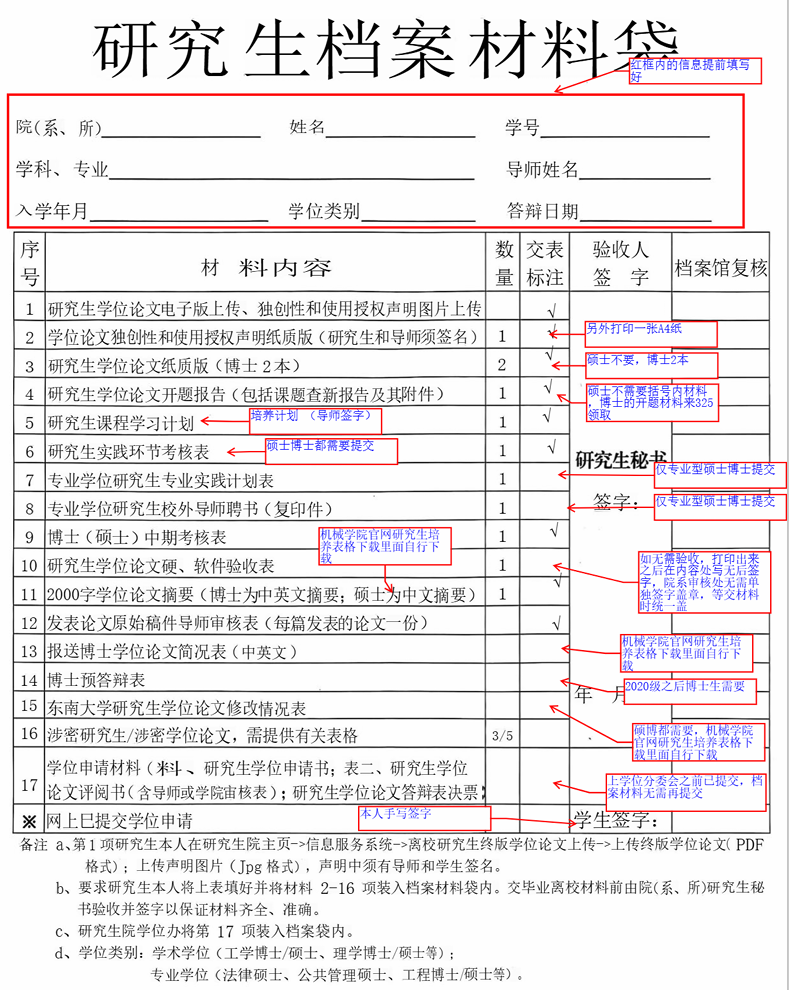 研究生档案材料袋
红框内的信息提前填写
好
院(系、所) 姓名 学号
学科、专业 导师姓名
入学年月 学位类别 答辩日期
序号 材料内容 数量 交表标注 验收人签字 档案馆复核
1 研究生学位论文电子版上传、独创性和使用授权声明图片上传 √
2 学位论文独创性和使用授权声明纸质版（研究生和导师须签名） 1 √ 另外打印一张A4纸
3 研究生学位论文纸质版（博士2本） 2 √ 硕士不要，博士2本
4 研究生学位论文开题报告（包括课题查新报告及其附件） 1 √
硕士不需要括号内材料
，博士的开题材料来325
领取
5 研究生课程学习计划 培养计划 （导师签字） 1 √
6 研究生实践环节考核表 硕士博士都需要提交 1 √
研究生秘书
签字：
7 专业学位研究生专业实践计划表 1 仅专业型硕士博士提交
8 专业学位研究生校外导师聘书（复印件） 1 仅专业型硕士博士提交
9 博士（硕士）中期考核表 1 √
机械学院官网研究生培
养表格下载里面自行下
载
10 研究生学位论文硬、软件验收表 1
如无需验收，打印出来
之后在内容处写无后签
字，院系审核处无需单
独签字盖章，等交材料
时统一盖
11 2000字学位论文摘要（博士为中英文摘要；硕士为中文摘要） 1 √
12 发表论文原始稿件导师审核表（每篇发表的论文一份） √
13 报送博士学位论文简况表（中英文）
机械学院官网研究生培
养表格下载里面自行下
载
14 博士预答辩表 2020级之后博士生需要
年 月
15 东南大学研究生学位论文修改情况表
硕博都需要，机械学院
官网研究生培养表格下
载里面自行下载
16 涉密研究生/涉密学位论文，需提供有关表格 3/5
17 学位申请材料（料、研究生学位申请书；表二、研究生学位
论文评阅书（含导师或学院审核表）；研究生学位论文答辩表决票；
上学位分委会之前已提交，档
案材料无需再提交
※ 网上已提交学位申请 本人手写签字 学生签字：
备注 a、第1项研究生本人在研究生院主页->信息服务系统->离校研究生终版学位论文上传->上传终版学位论文( PDF
格式)；上传声明图片（Jpg格式），声明中须有导师和学生签名。
b、要求研究生本人将上表填好并将材料 2-16 项装入档案材料袋内。交毕业离校材料前由院(系、所)研究生秘
书验收并签字以保证材料齐全、准确。
c、研究生院学位办将第 17 项装入档案袋内。
d、学位类别：学术学位（工学博士/硕士、理学博士/硕士等）；
专业学位（法律硕士、公共管理硕士、工程博士/硕士等）。